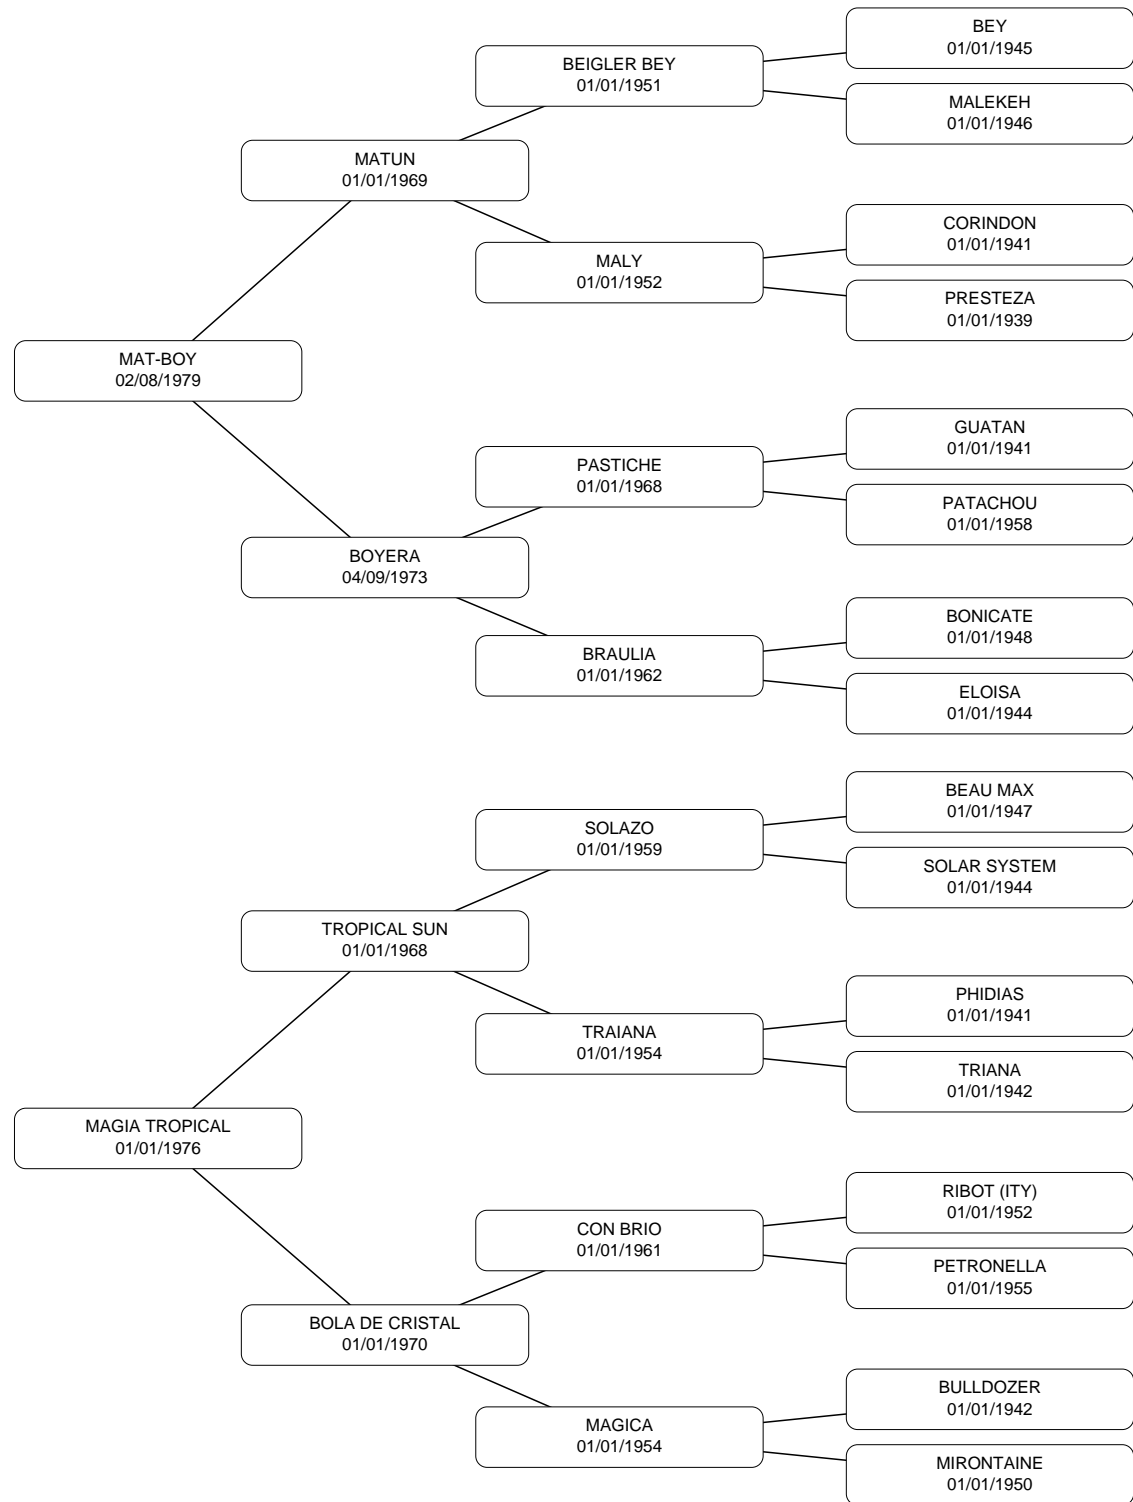 BEY
01/01/1945
BEIGLER BEY
01/01/1951
MALEKEH
01/01/1946
MATUN
01/01/1969
CORINDON
01/01/1941
MALY
01/01/1952
PRESTEZA
01/01/1939
MAT-BOY
02/08/1979
GUATAN
01/01/1941
PASTICHE
01/01/1968
PATACHOU
01/01/1958
BOYERA
04/09/1973
BONICATE
01/01/1948
BRAULIA
01/01/1962
ELOISA
01/01/1944
BEAU MAX
01/01/1947
SOLAZO
01/01/1959
SOLAR SYSTEM
01/01/1944
TROPICAL SUN
01/01/1968
PHIDIAS
01/01/1941
TRAIANA
01/01/1954
TRIANA
01/01/1942
MAGIA TROPICAL
01/01/1976
RIBOT (ITY)
01/01/1952
CON BRIO
01/01/1961
PETRONELLA
01/01/1955
BOLA DE CRISTAL
01/01/1970
BULLDOZER
01/01/1942
MAGICA
01/01/1954
MIRONTAINE
01/01/1950